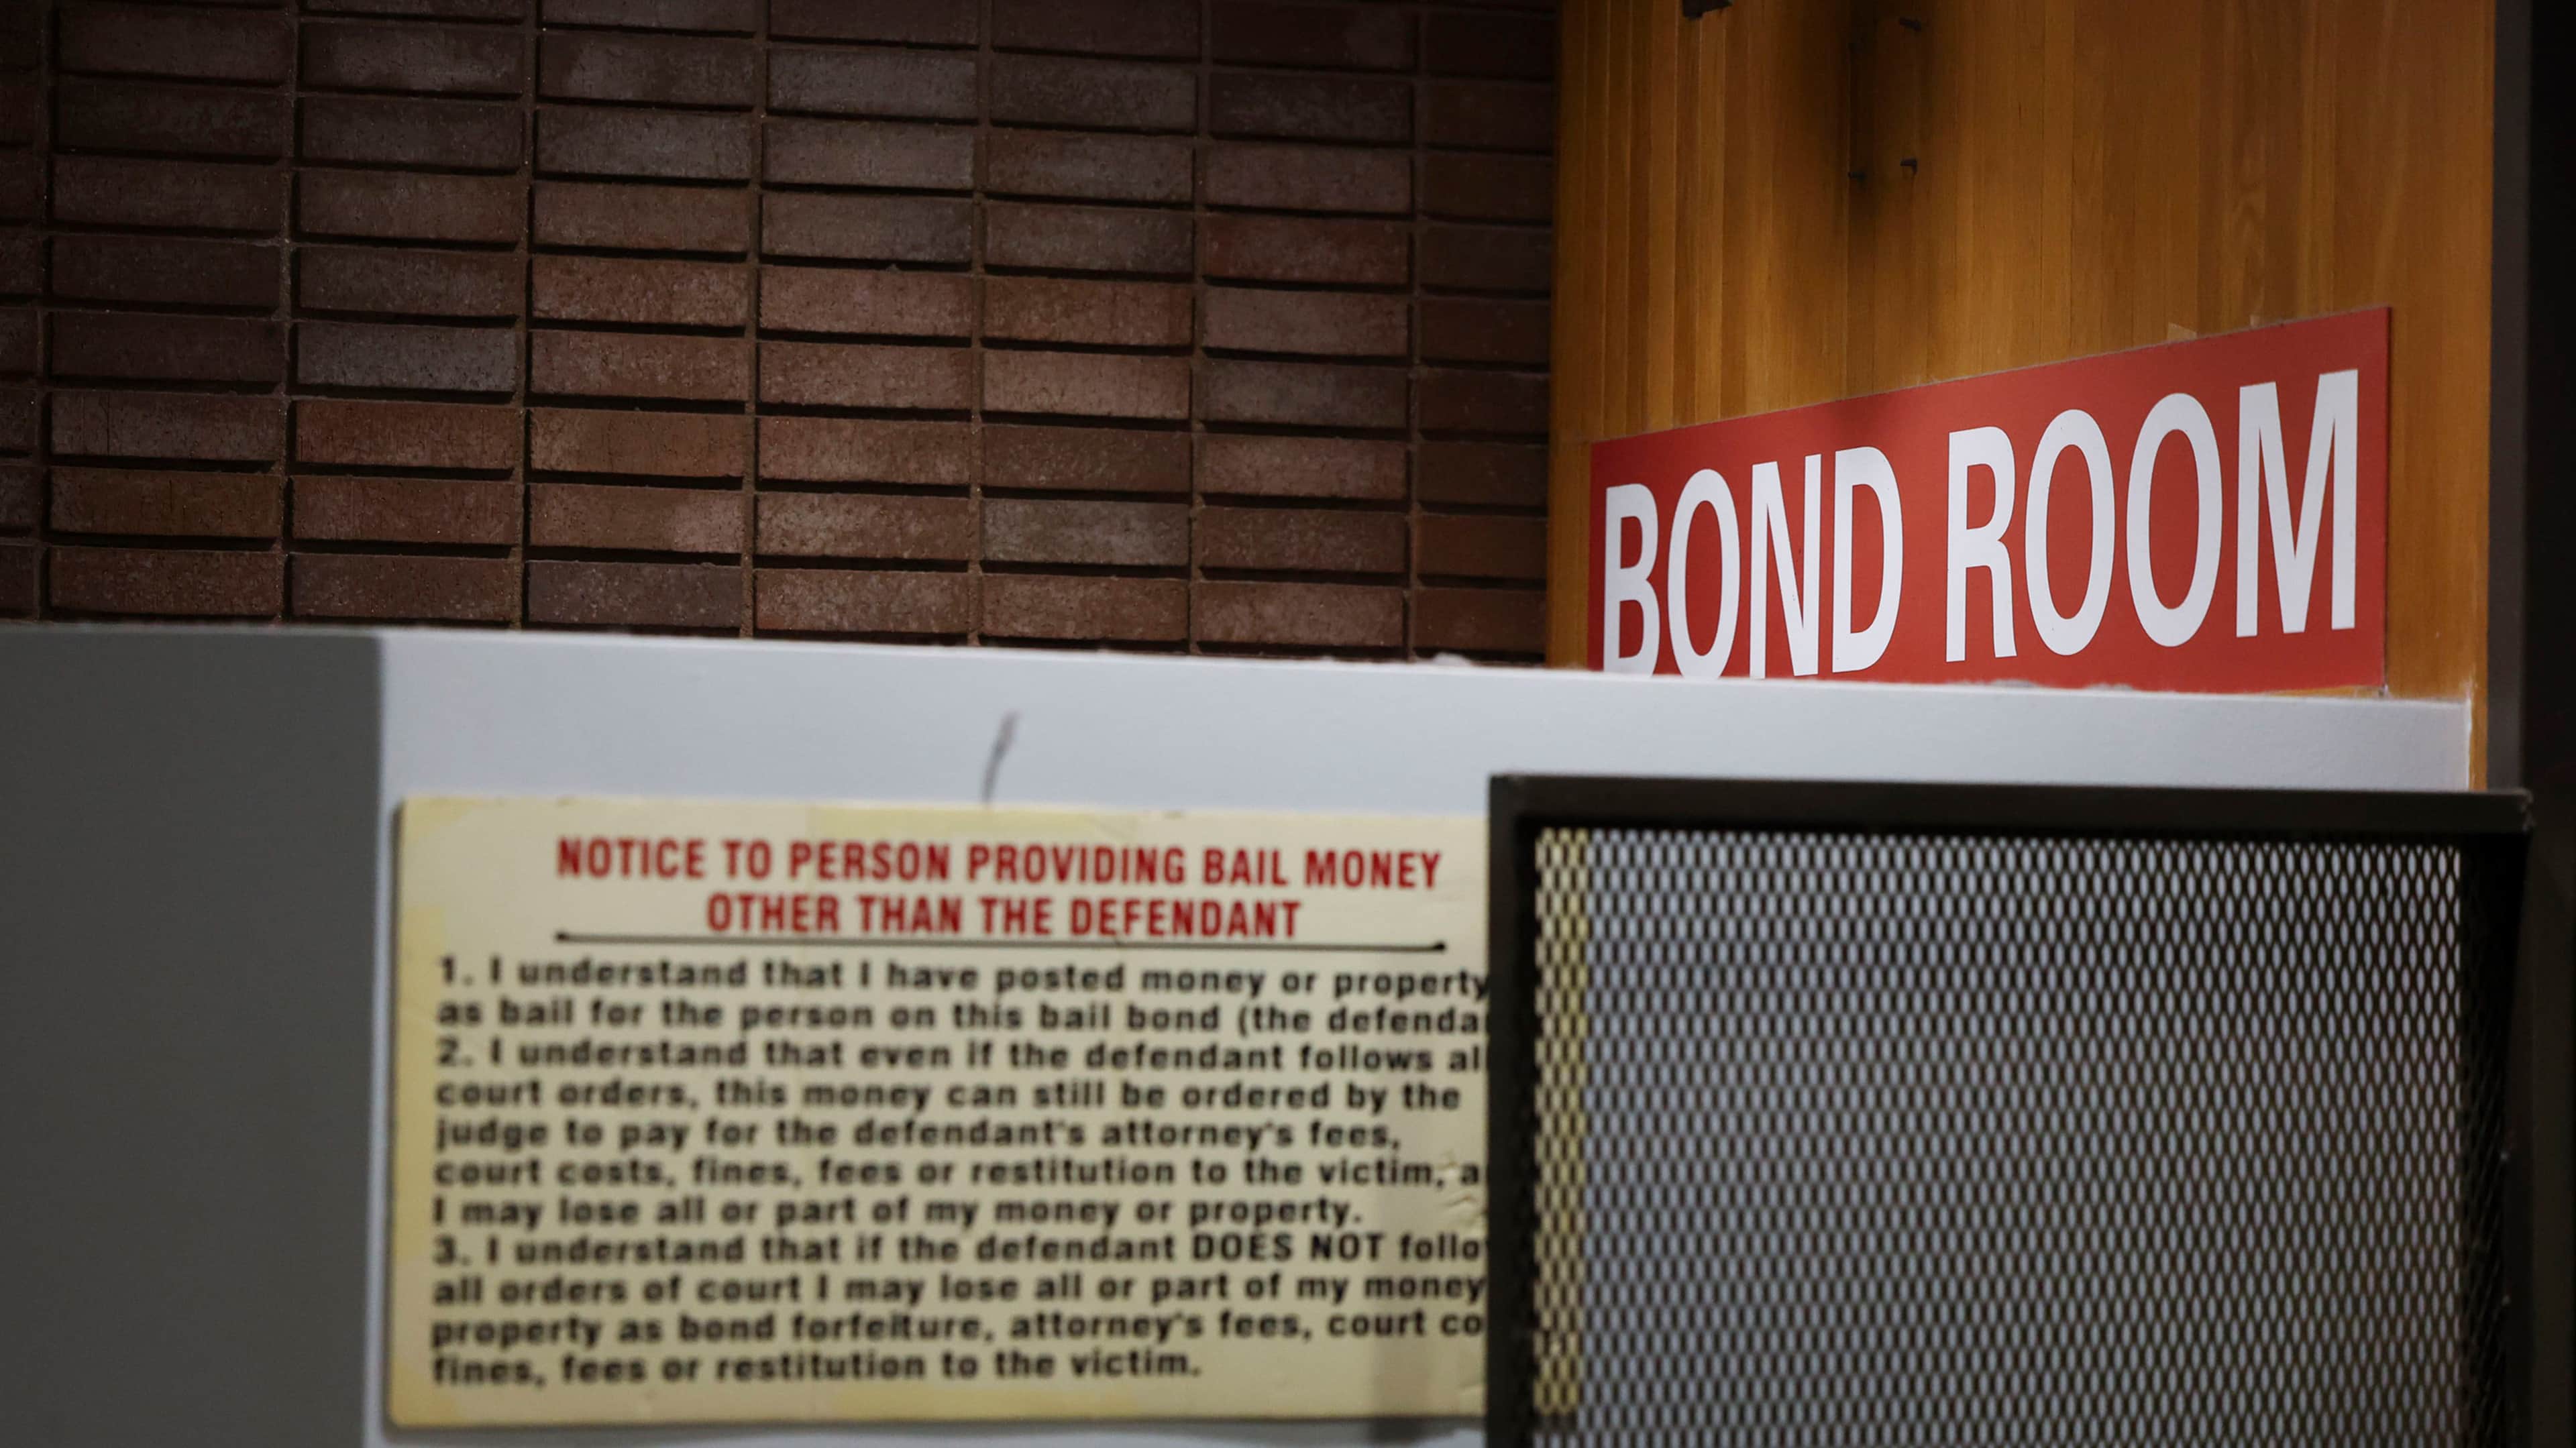 BOND ROOM
NOTICE TO PERSON PROVIDING BAIL MONEY
OTHER THAN THE DEFENDANT
1. I understand that I have posted money or property
as bail for the person on this bail bond (the defenda
2. I understand that even if the defendant follows all
court orders, this money can still be ordered by the
judge to pay for the defendant's attorney's fees,
court costs, fines, fees or restitution to the victim, a
I may lose all or part of my money or property.
3. I understand that if the defendant DOES NOT follo
all orders of court I may lose all or part of my money
property as bond forfeiture, attorney's fees, court co
fines, fees or restitution to the victim.